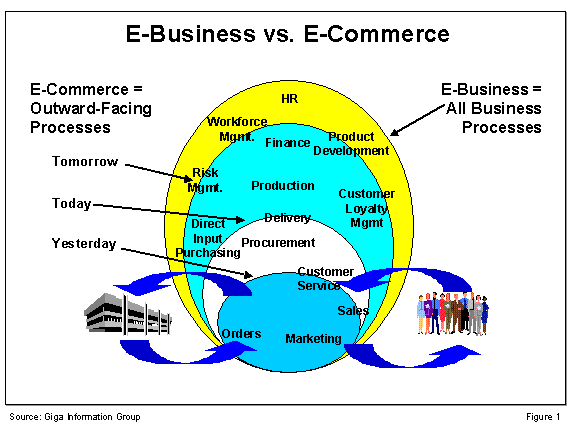 E-Business vs. E-Commerce
E-Commerce =
Outward-Facing
Processes
E-Business =
All Business
Processes
HR
Workforce
Mgmt.
Finance
Product
Development
Tomorrow
Risk
Mgmt.
Production
Customer
Loyalty
Mgmt
Today
Delivery
Direct
Input
Purchasing
Yesterday
Procurement
Customer
Service
Sales
Orders
Marketing
Source: Giga Information Group
Figure 1